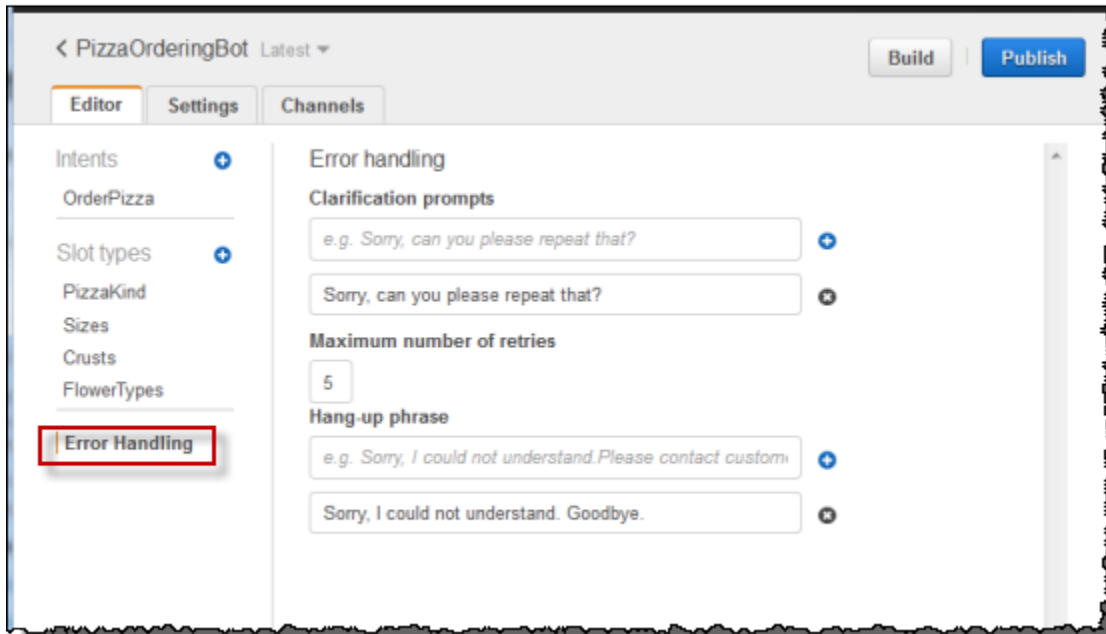 < PizzaOrderingBot Latest
Build
Publish
Editor Settings Channels
Intents
OrderPizza
Slot types
PizzaKind
Sizes
Crusts
FlowerTypes
Error Handling
Error handling
Clarification prompts
e.g. Sorry, can you please repeat that?
Sorry, can you please repeat that?
Maximum number of retries
5
Hang-up phrase
e.g. Sorry, I could not understand.Please contact custom
Sorry, I could not understand. Goodbye.